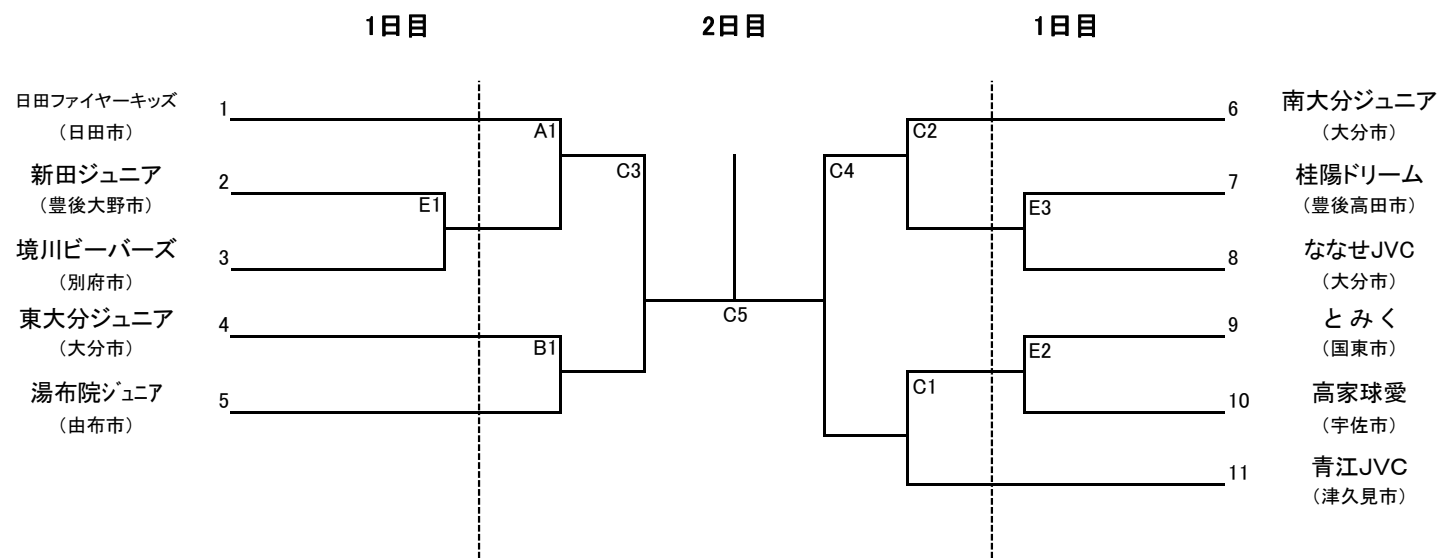 1日目
2日目
1日目
日田ファイヤーキッズ
（日田市）
1
新田ジュニア
（豊後大野市）
2
境川ビーバーズ
（別府市）
3
東大分ジュニア
（大分市）
4
湯布院ジュニア
（由布市）
5
A1
E1
B1
C3
C5
C4
C2
E3
E2
C1
6
南大分ジュニア
（大分市）
7
桂陽ドリーム
（豊後高田市）
8
ななせJVC
（大分市）
9
とみく
（国東市）
10
高家球愛
（宇佐市）
11
青江JVC
（津久見市）